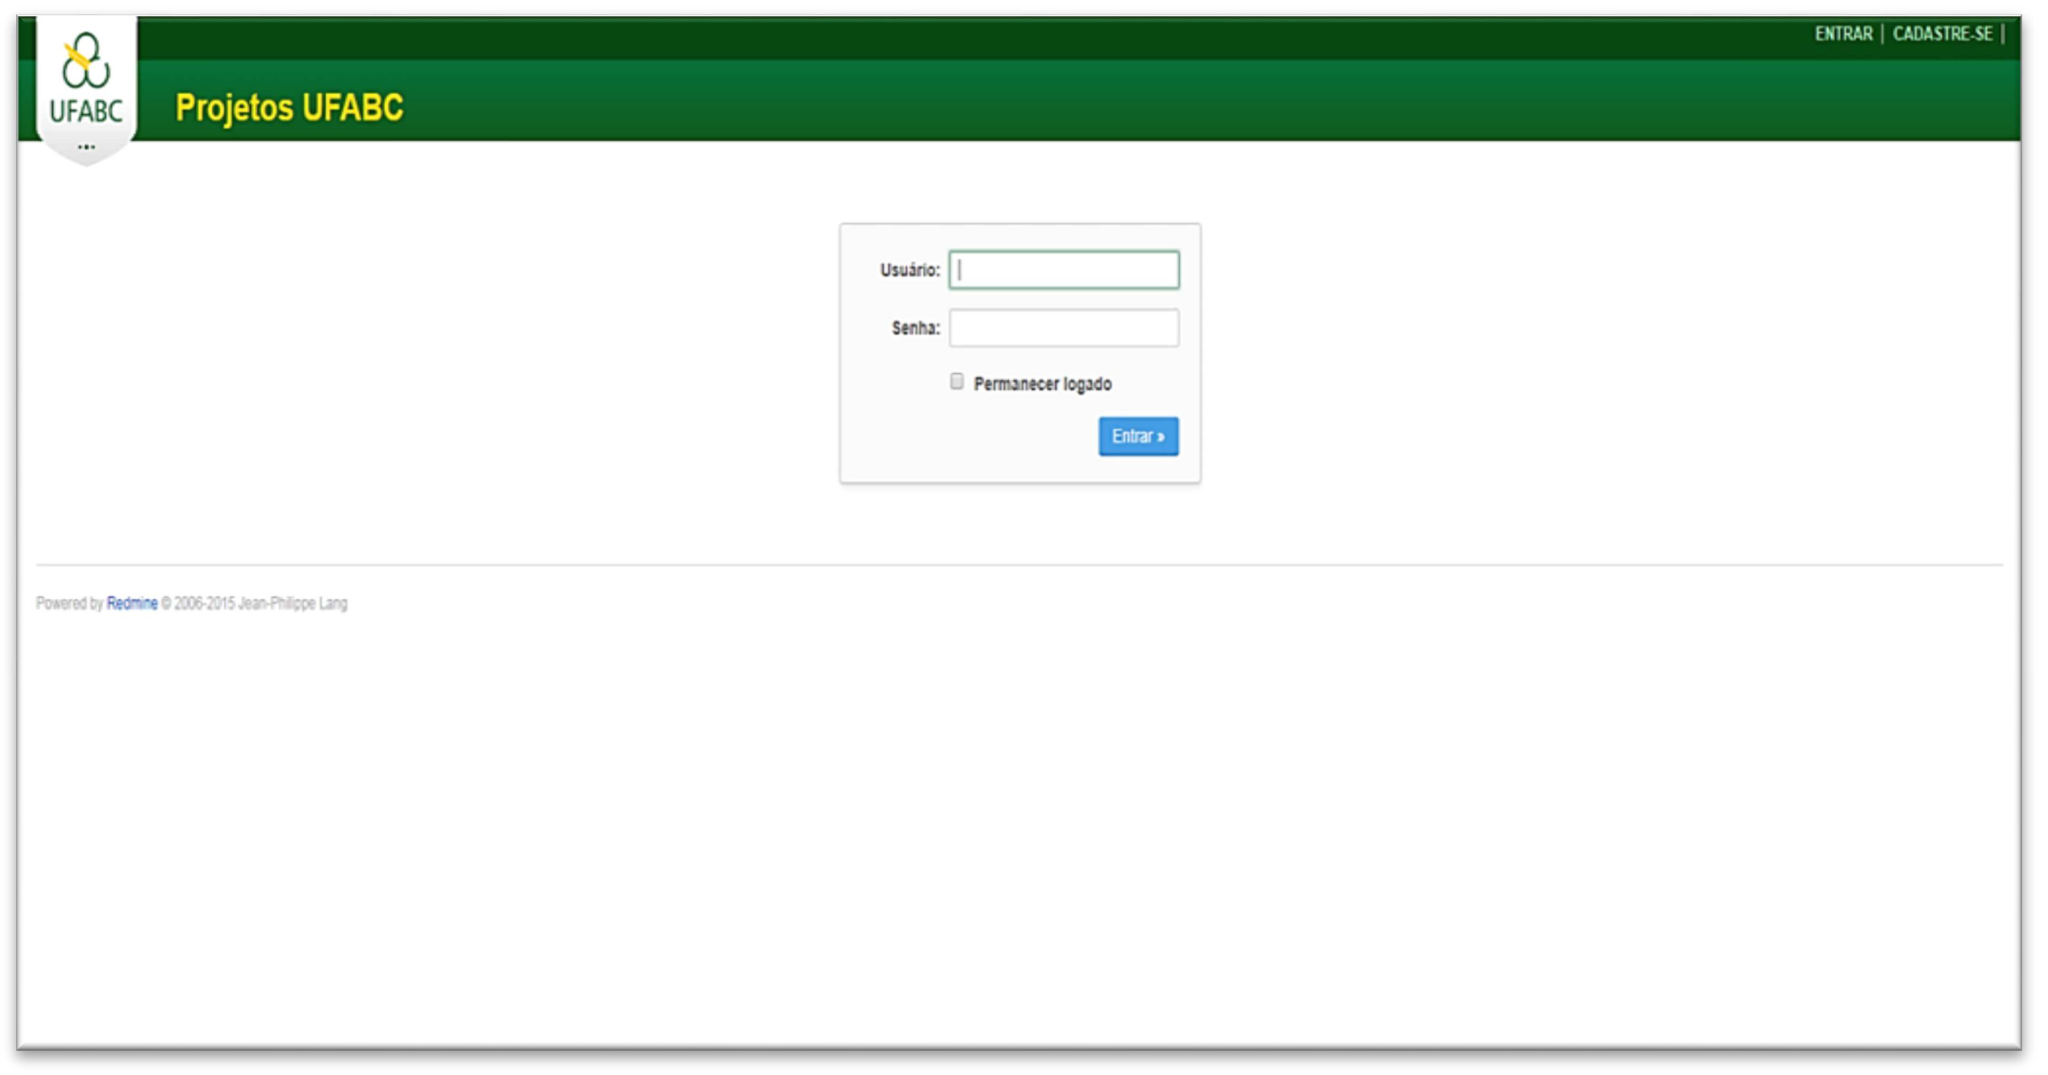 ENTRAR | CADASTRE-SE |
UFABC
Projetos UFABC
Usuário:
Senha:
Permanecer logado
Entrar »
Powered by Redmine © 2006-2015 Jean-Philippe Lang